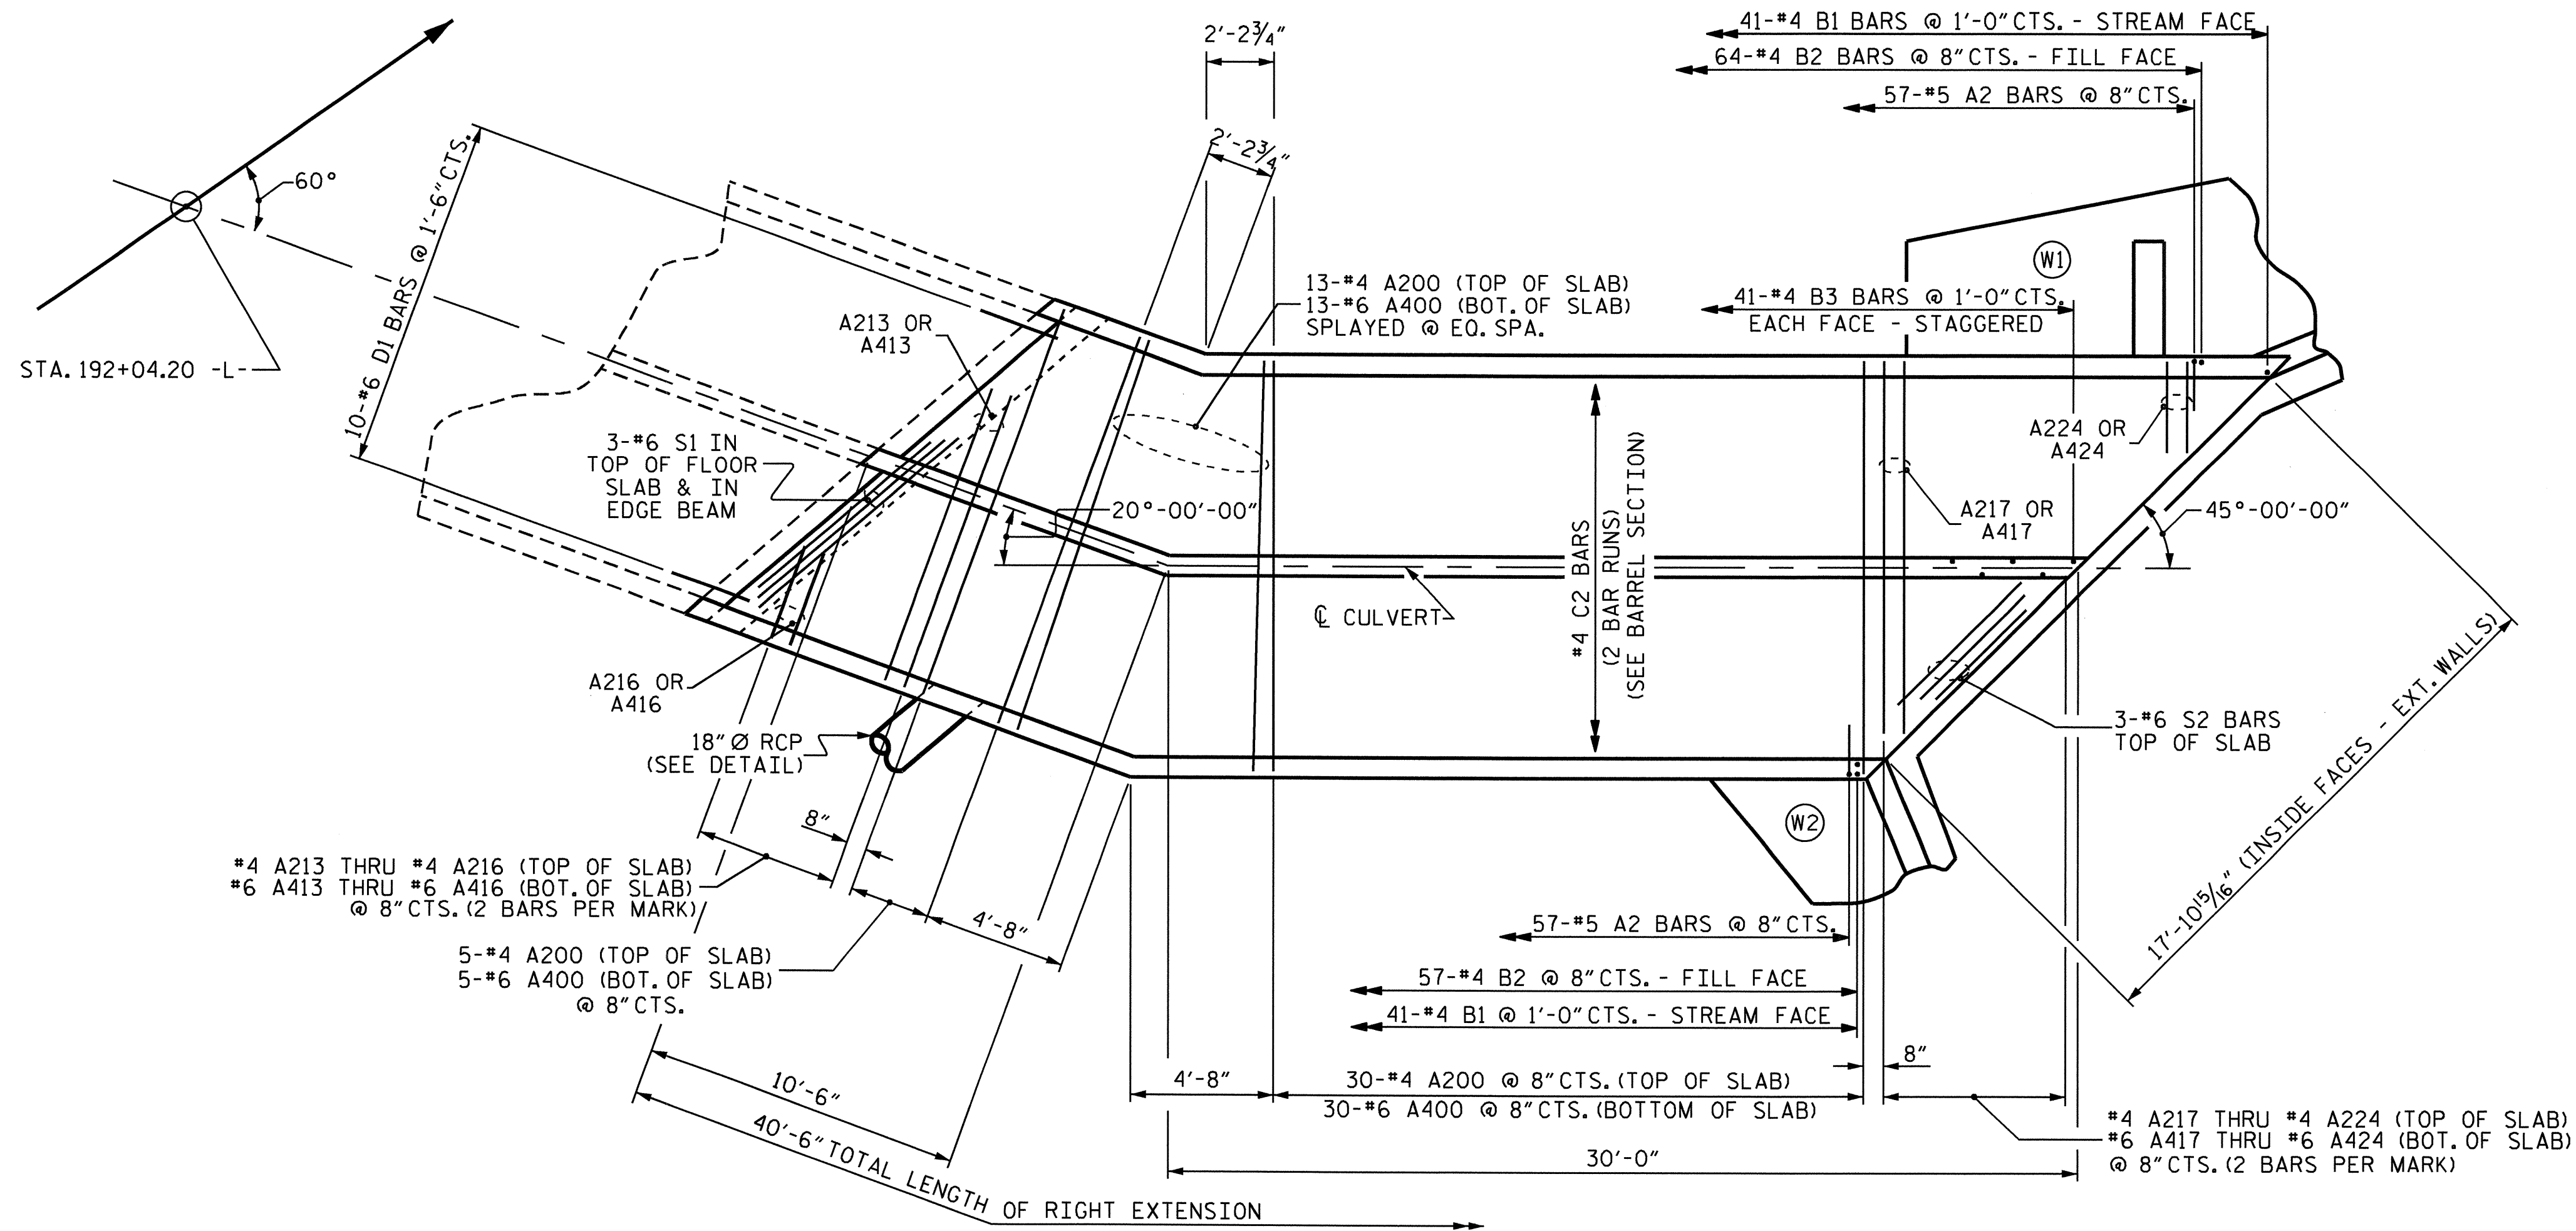 41-#4 B1 BARS @ 1'-0" CTS. - STREAM FACE
64-#4 B2 BARS @ 8" CTS. - FILL FACE
57-#5 A2 BARS @ 8" CTS.
2'-2¾"
2'-2¾"
60°
10-#6 D1 BARS @ 1'-6" CTS.
STA. 192+04.20 -L-
W1
13-#4 A200 (TOP OF SLAB)
13-#6 A400 (BOT. OF SLAB)
SPLAYED @ EQ. SPA.
41-#4 B3 BARS @ 1'-0" CTS.
EACH FACE - STAGGERED
A213 OR
A413
3-#6 S1 IN
TOP OF FLOOR
SLAB & IN
EDGE BEAM
20°-00'-00"
A224 OR
A424
A217 OR
A417
45°-00'-00"
#4 C2 BARS
(2 BAR RUNS)
(SEE BARREL SECTION)
℄ CULVERT
A216 OR
A416
18" Ø RCP
(SEE DETAIL)
3-#6 S2 BARS
TOP OF SLAB
17'-10 15/16" (INSIDE FACES - EXT. WALLS)
W2
8"
#4 A213 THRU #4 A216 (TOP OF SLAB)
#6 A413 THRU #6 A416 (BOT. OF SLAB)
@ 8" CTS. (2 BARS PER MARK)
4'-8"
5-#4 A200 (TOP OF SLAB)
5-#6 A400 (BOT. OF SLAB)
@ 8" CTS.
57-#5 A2 BARS @ 8" CTS.
57-#4 B2 @ 8" CTS. - FILL FACE
41-#4 B1 @ 1'-0" CTS. - STREAM FACE
8"
10'-6"
4'-8"
30-#4 A200 @ 8" CTS. (TOP OF SLAB)
30-#6 A400 @ 8" CTS. (BOTTOM OF SLAB)
#4 A217 THRU #4 A224 (TOP OF SLAB)
#6 A417 THRU #6 A424 (BOT. OF SLAB)
@ 8" CTS. (2 BARS PER MARK)
30'-0"
40'-6" TOTAL LENGTH OF RIGHT EXTENSION